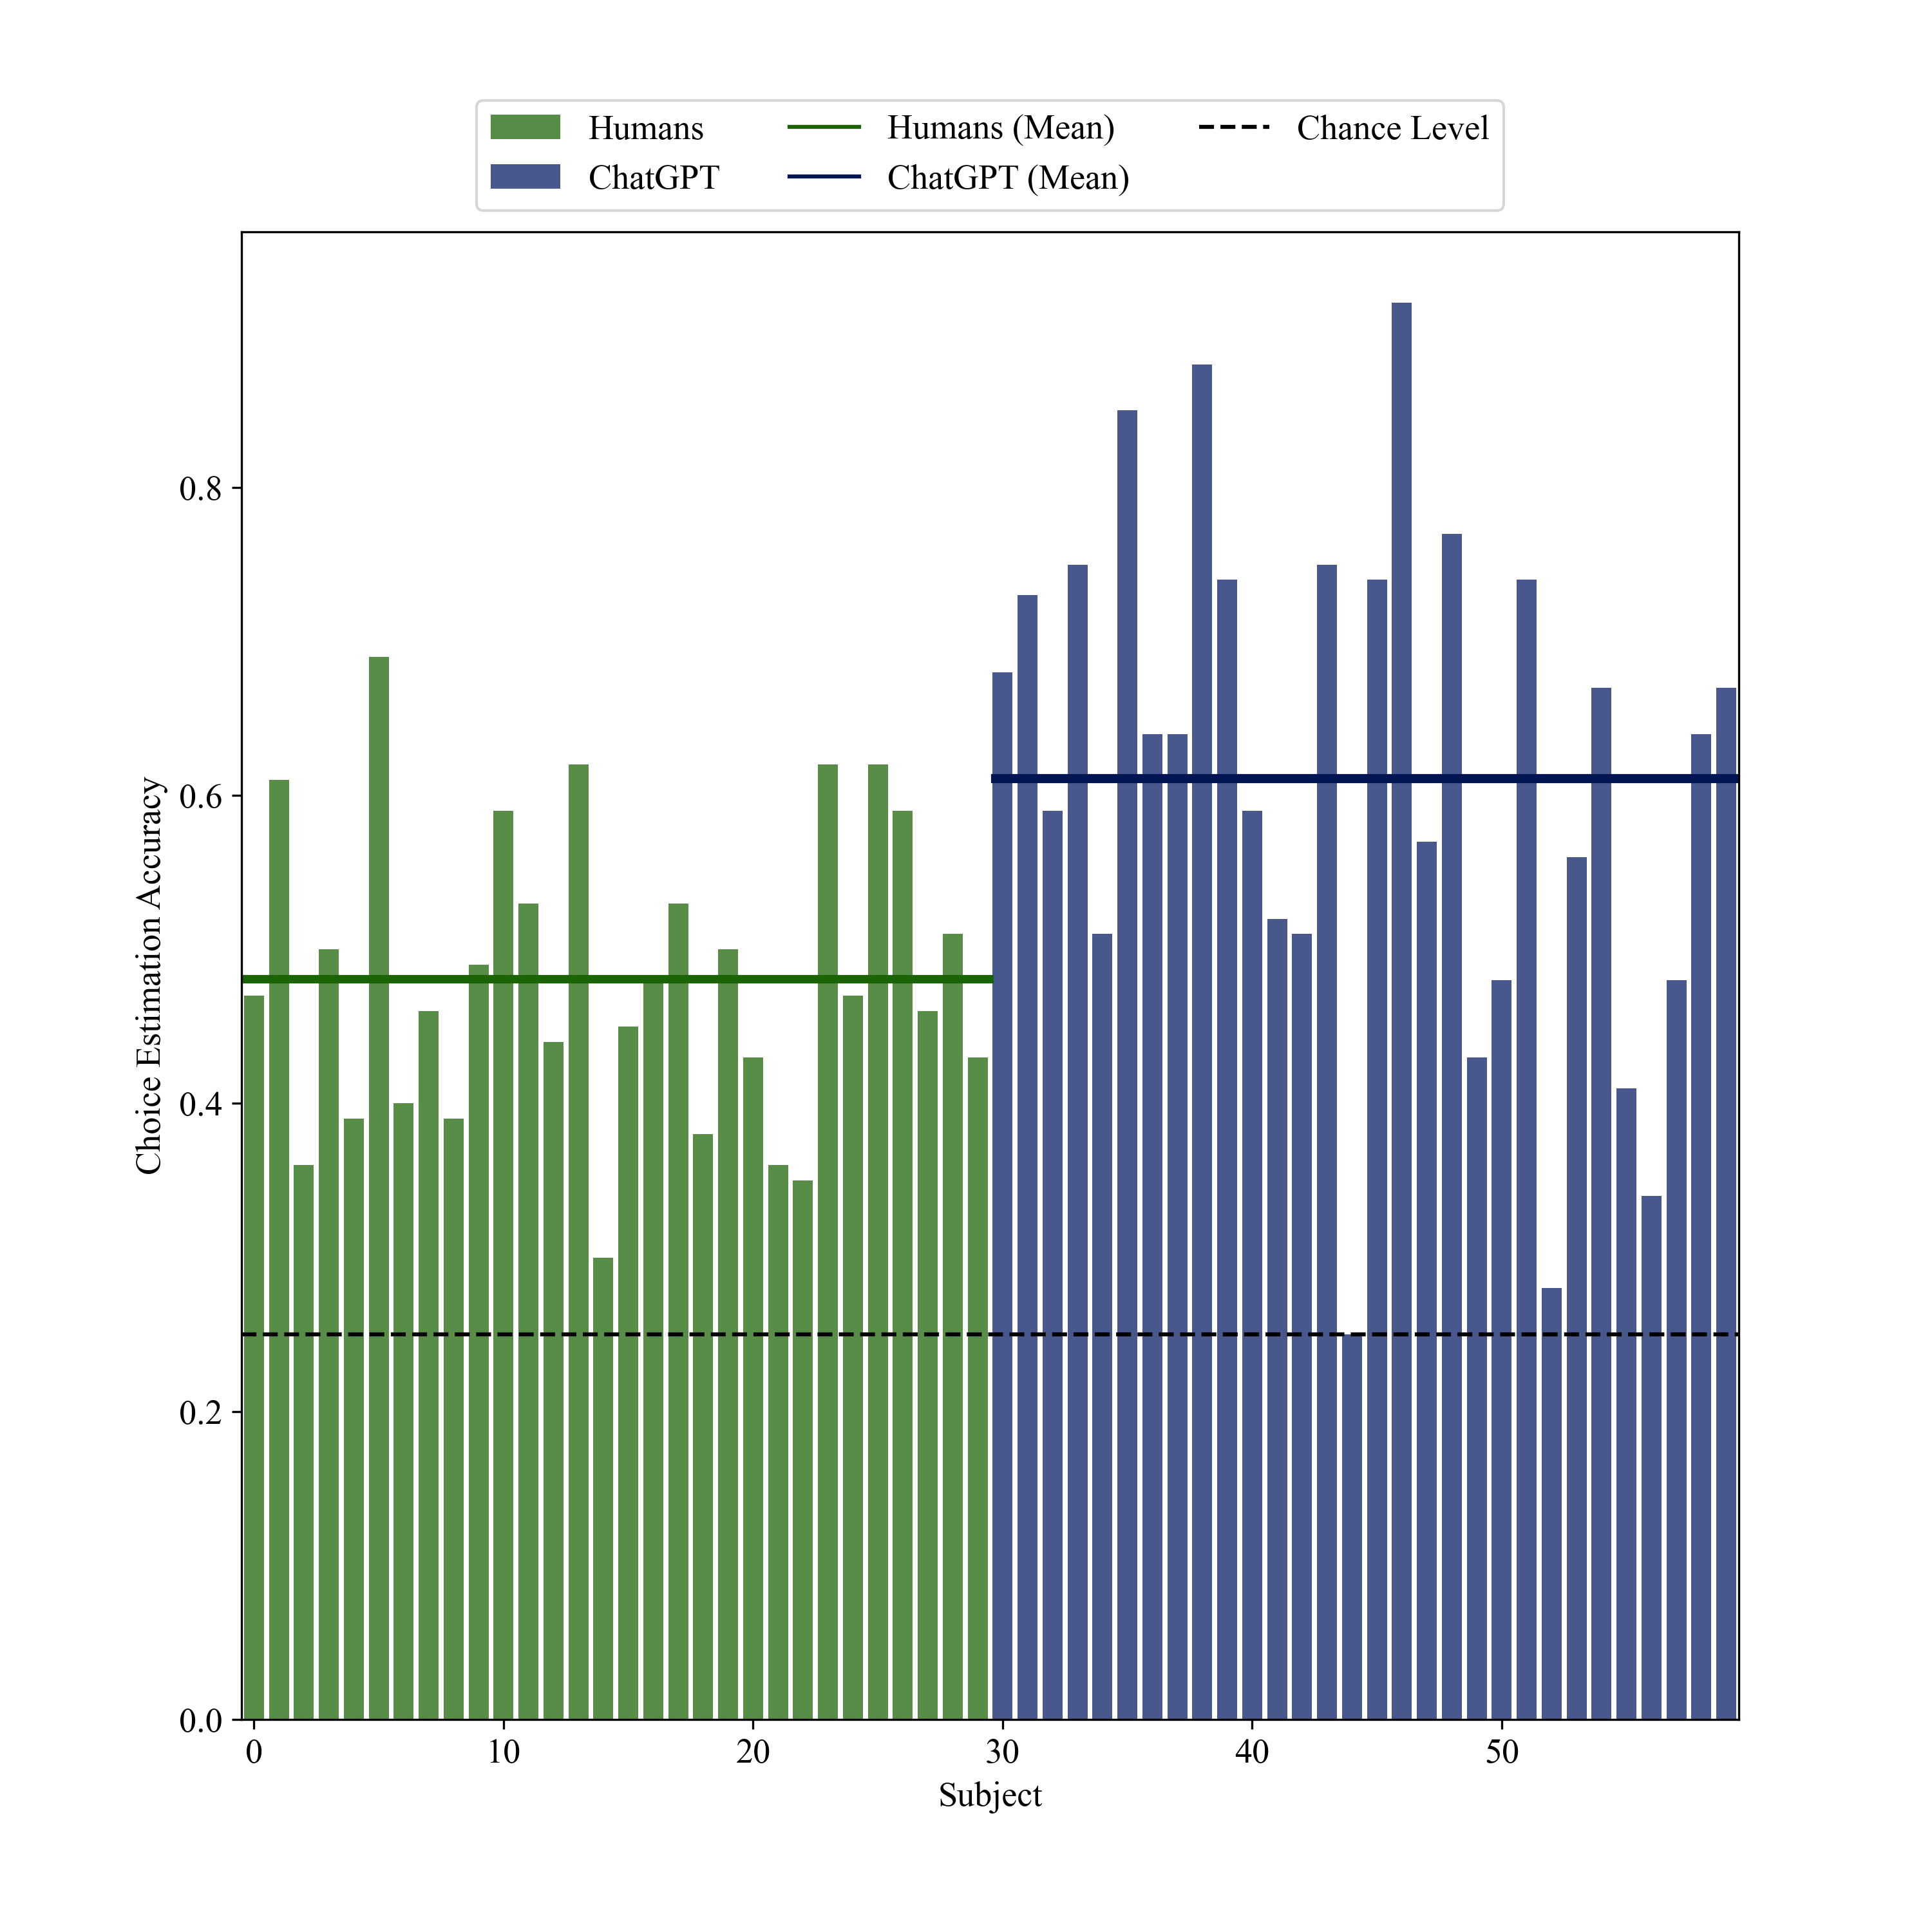 Humans
ChatGPT
Humans (Mean)
ChatGPT (Mean)
Chance Level
Choice Estimation Accuracy
0.8
0.6
0.4
0.2
0.0
0 10 20 30 40 50
Subject